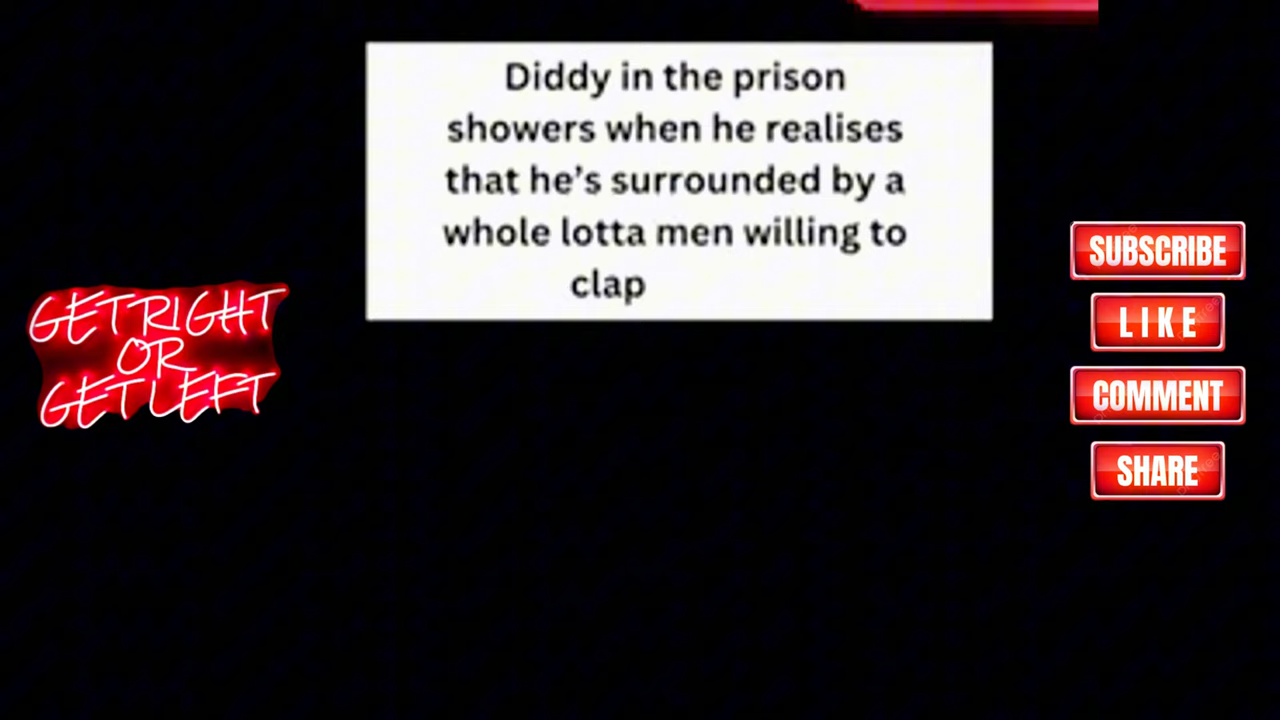 Diddy in the prison
showers when he realises
that he's surrounded by a
whole lotta men willing to
clap
GET RIGHT
OR
GET LEFT
SUBSCRIBE
LIKE
COMMENT
SHARE